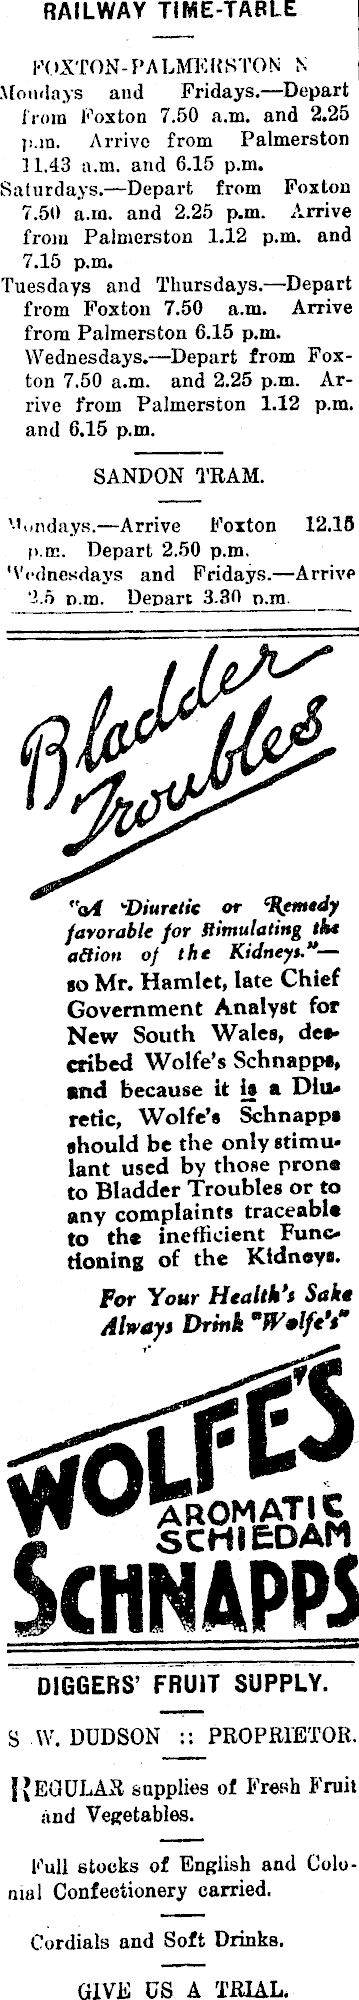 RAILWAY TIME-TABLE
FOXTON-PALMERSTON N
Mondays and Fridays.—Depart
from Foxton 7.50 a.m. and 2.25
p.m. Arrive from Palmerston
11.43 a.m. and 6.15 p.m.
Saturdays.—Depart from Foxton
7.50 a.m. and 2.25 p.m. Arrive
from Palmerston 1.12 p.m. and
7.15 p.m.
Tuesdays and Thursdays.—Depart
from Foxton 7.50 a.m. Arrive
from Palmerston 6.15 p.m.
Wednesdays.—Depart from Fox-
ton 7.50 a.m. and 2.25 p.m. Ar-
rive from Palmerston 1.12 p.m.
and 6.15 p.m.
SANDON TRAM.
Mondays.—Arrive Foxton 12.15
p.m. Depart 2.50 p.m.
Wednesdays and Fridays.—Arrive
2.5 p.m. Depart 3.30 p.m.
Bladder
Troubles
"A Diuretic or Remedy
favorable for Stimulating the
action of the Kidneys."—
so Mr. Hamlet, late Chief
Government Analyst for
New South Wales, des-
cribed Wolfe's Schnapps,
and because it is a Diu-
retic, Wolfe's Schnapps
should be the only stimu-
lant used by those prone
to Bladder Troubles or to
any complaints traceable
to the inefficient Func-
tioning of the Kidneys.
For Your Health's Sake
Always Drink "Wolfe's"
WOLFE'S
AROMATIC
SCHIEDAM
SCHNAPPS
DIGGERS' FRUIT SUPPLY.
S W. DUDSON :: PROPRIETOR.
REGULAR supplies of Fresh Fruit
and Vegetables.
Full stocks of English and Colo-
nial Confectionery carried.
Cordials and Soft Drinks.
GIVE US A TRIAL.